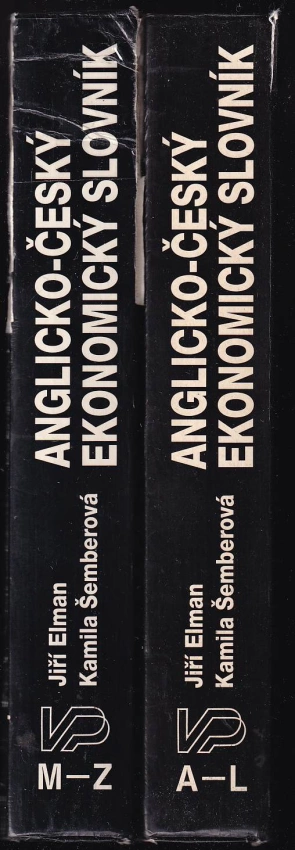 ANGLICKO-ČESKÝ
EKONOMICKÝ SLOVNÍK
Jiří Elman
Kamila Šemberová
M–Z
ANGLICKO-ČESKÝ
EKONOMICKÝ SLOVNÍK
Jiří Elman
Kamila Šemberová
A–L